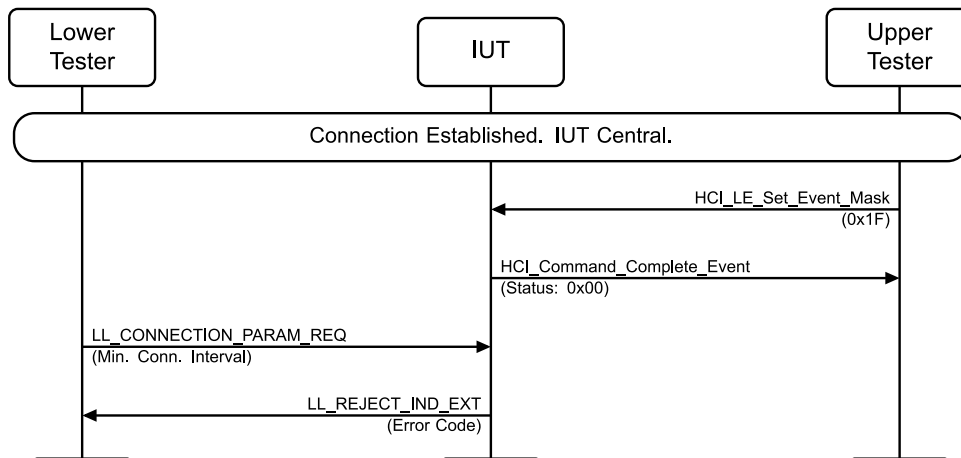 Lower
Tester
IUT
Upper
Tester
Connection Established. IUT Central.
HCI_LE_Set_Event_Mask
(0x1F)
HCI_Command_Complete_Event
(Status: 0x00)
LL_CONNECTION_PARAM_REQ
(Min. Conn. Interval)
LL_REJECT_IND_EXT
(Error Code)